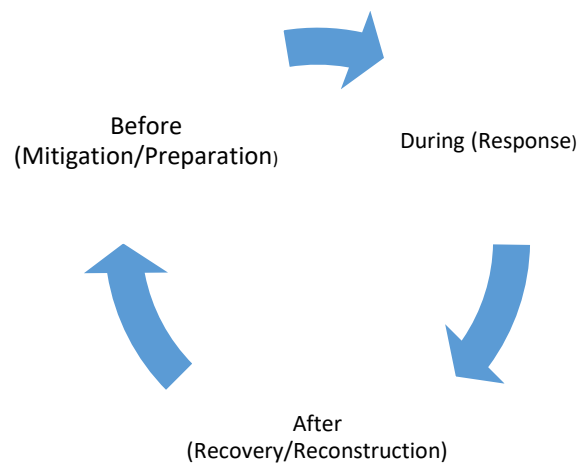 Before
(Mitigation/Preparation)
During (Response)
After
(Recovery/Reconstruction)